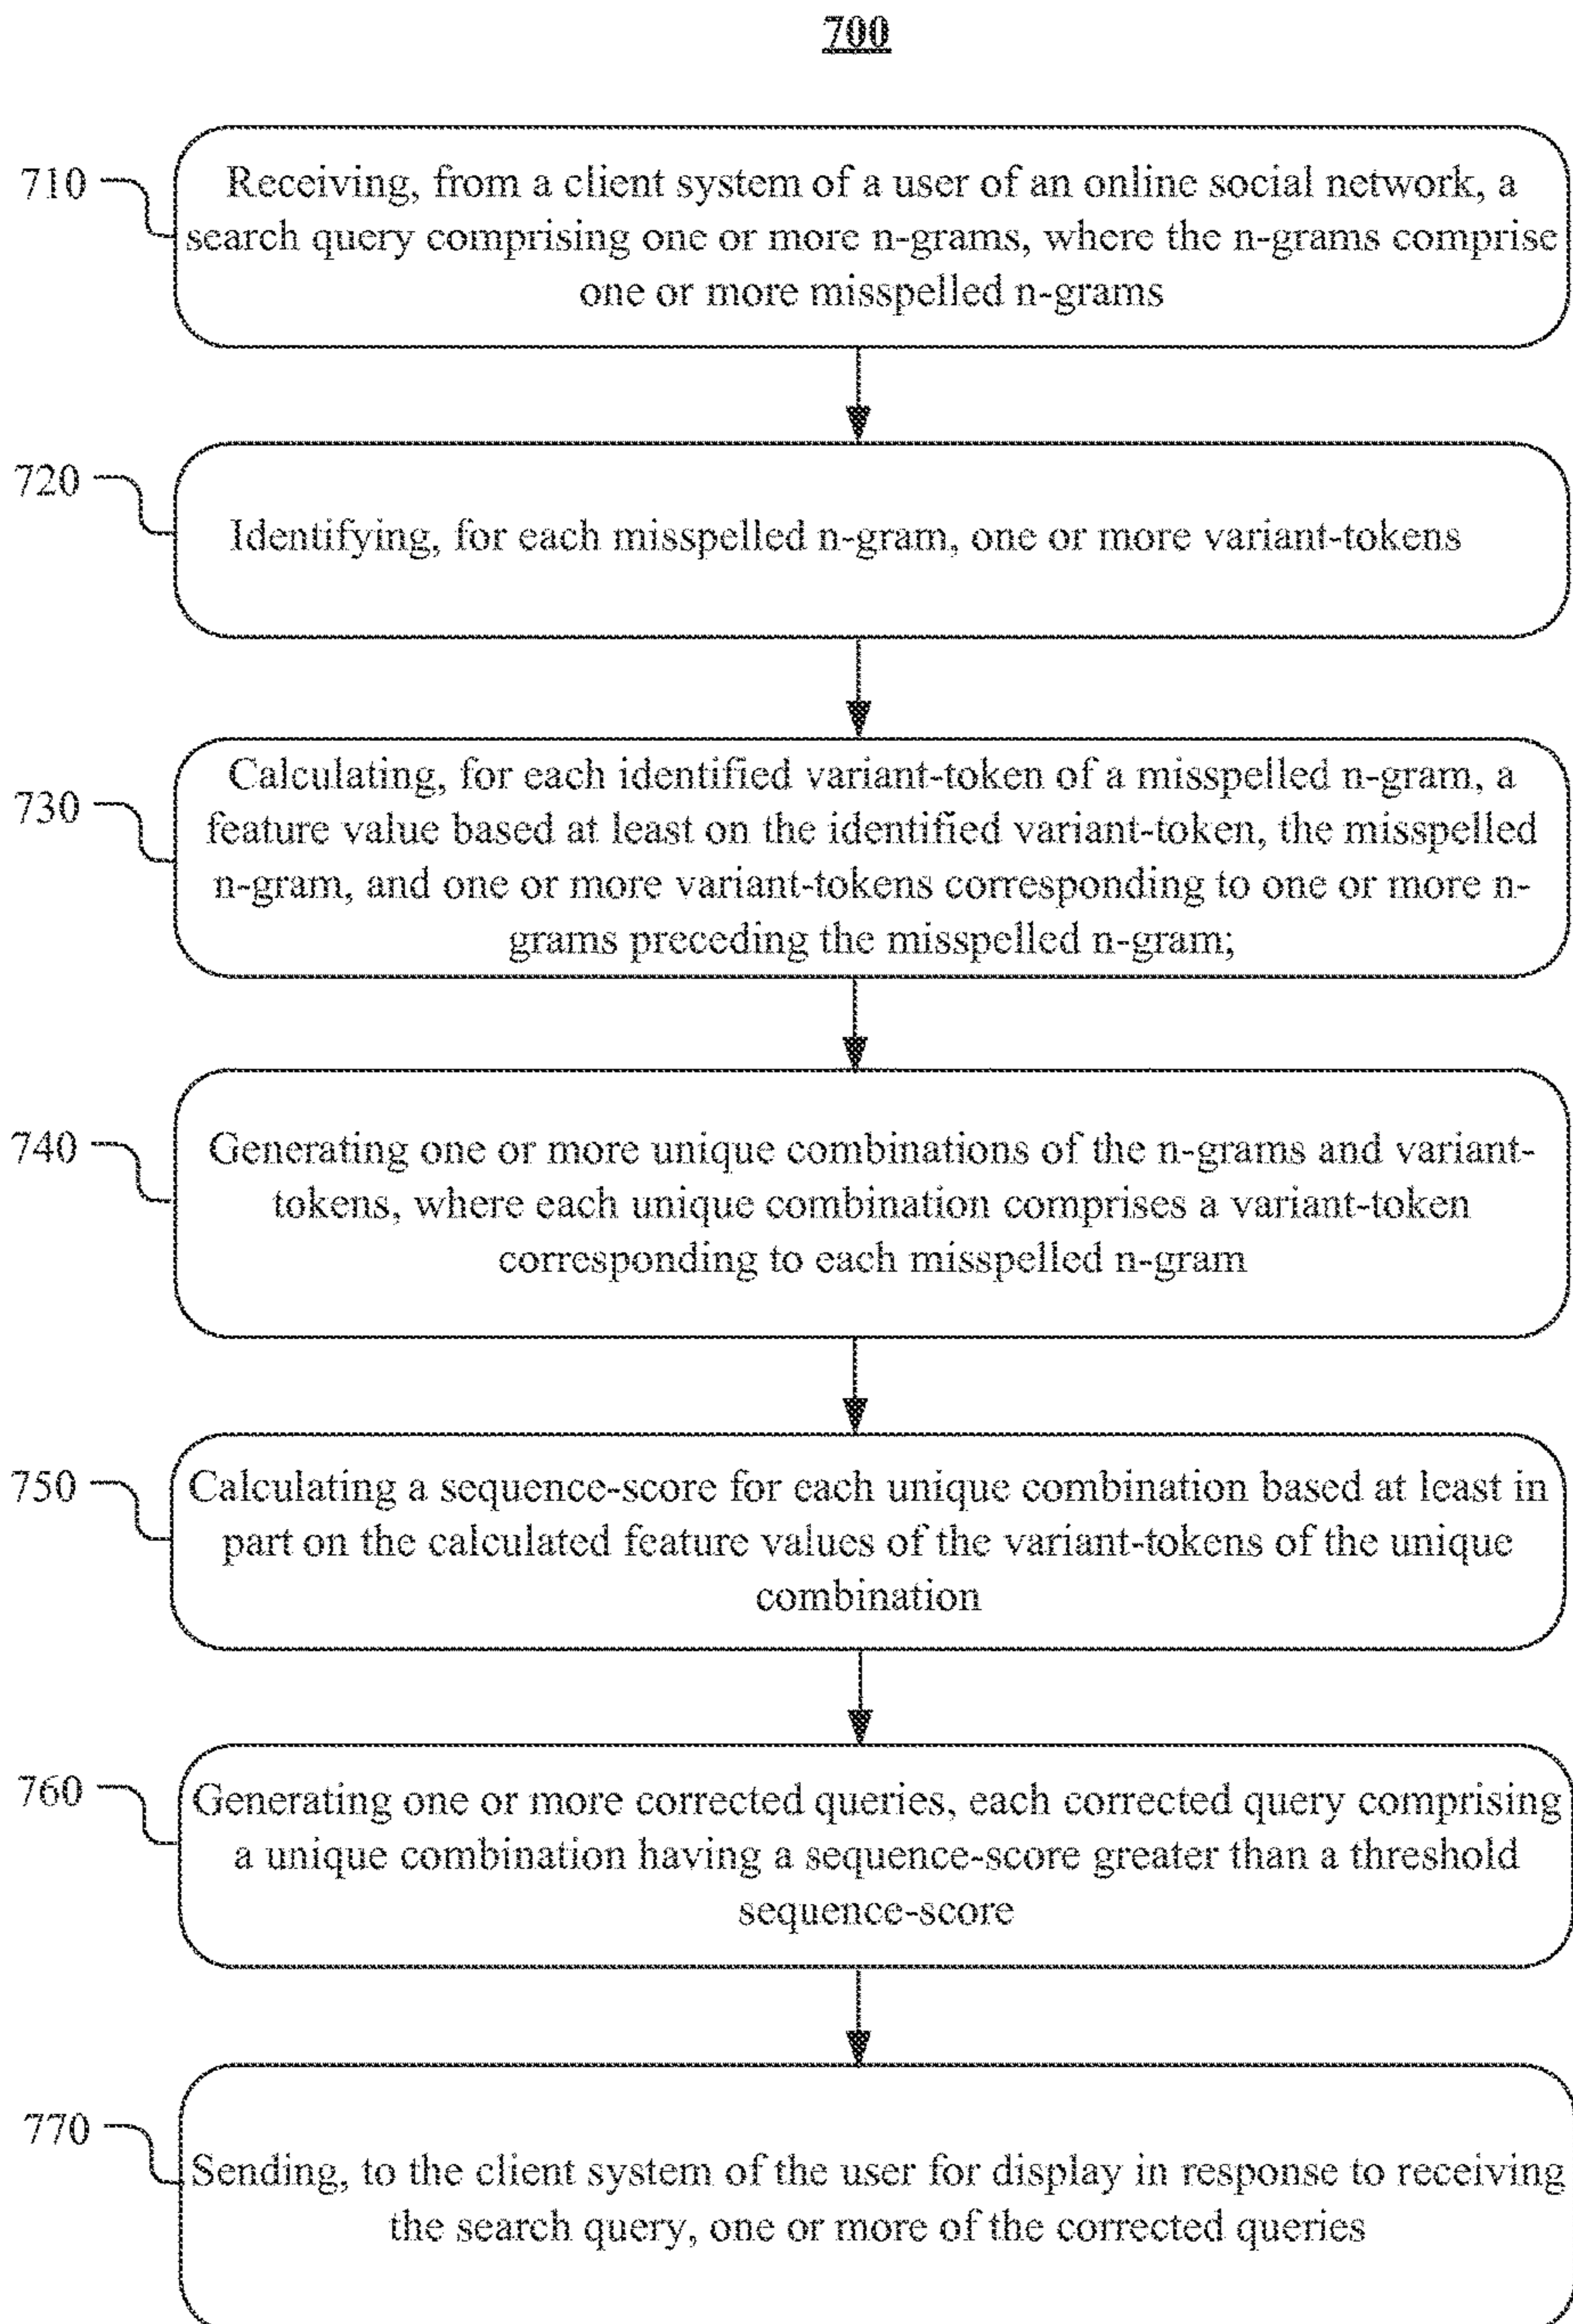 700
710
Receiving, from a client system of a user of an online social network, a
search query comprising one or more n-grams, where the n-grams comprise
one or more misspelled n-grams
720
Identifying, for each misspelled n-gram, one or more variant-tokens
730
Calculating, for each identified variant-token of a misspelled n-gram, a
feature value based at least on the identified variant-token, the misspelled
n-gram, and one or more variant-tokens corresponding to one or more n-
grams preceding the misspelled n-gram;
740
Generating one or more unique combinations of the n-grams and variant-
tokens, where each unique combination comprises a variant-token
corresponding to each misspelled n-gram
750
Calculating a sequence-score for each unique combination based at least in
part on the calculated feature values of the variant-tokens of the unique
combination
760
Generating one or more corrected queries, each corrected query comprising
a unique combination having a sequence-score greater than a threshold
sequence-score
770
Sending, to the client system of the user for display in response to receiving
the search query, one or more of the corrected queries